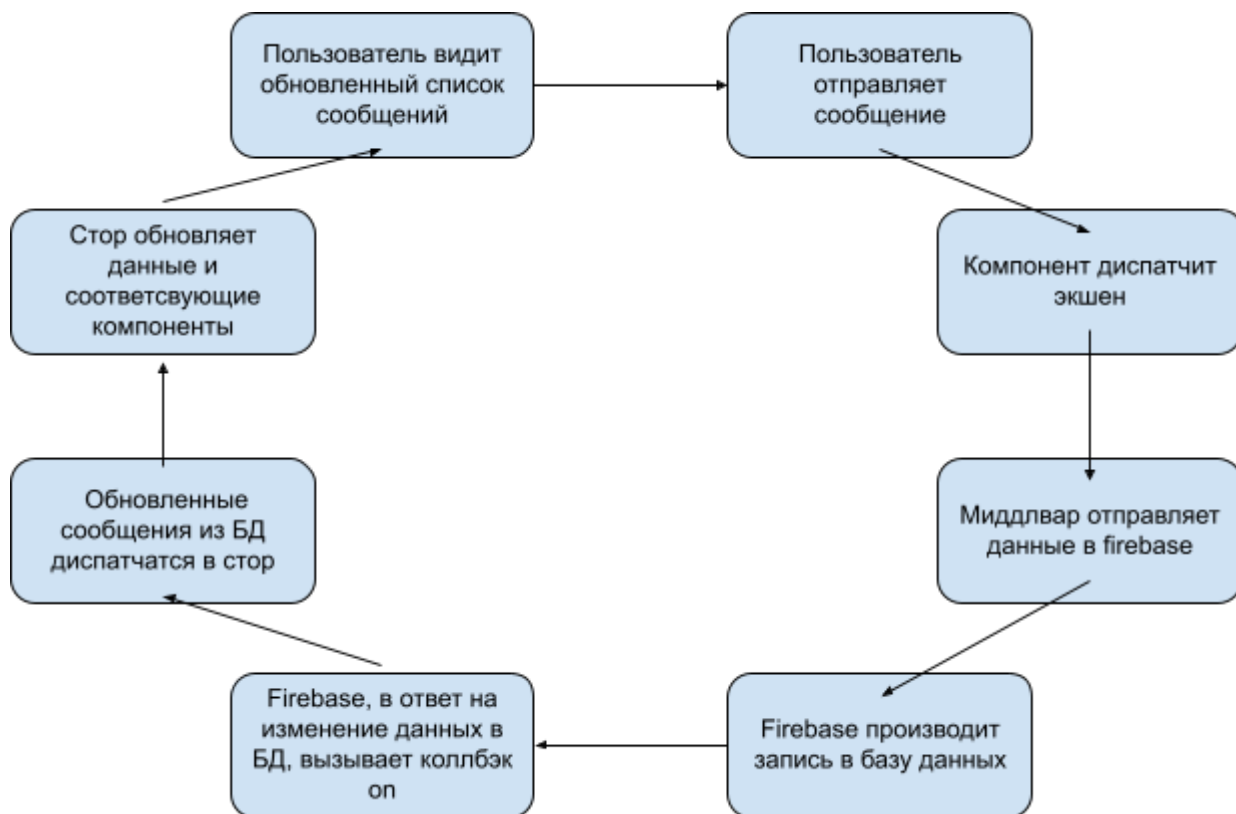 Пользователь видит
обновленный список
сообщений
Пользователь
отправляет
сообщение
Стор обновляет
данные и
соответсвующие
компоненты
Компонент диспатчит
экшен
Обновленные
сообщения из БД
диспатчатся в стор
Миддлвар отправляет
данные в firebase
Firebase, в ответ на
изменение данных в
БД, вызывает коллбэк
on
Firebase производит
запись в базу данных